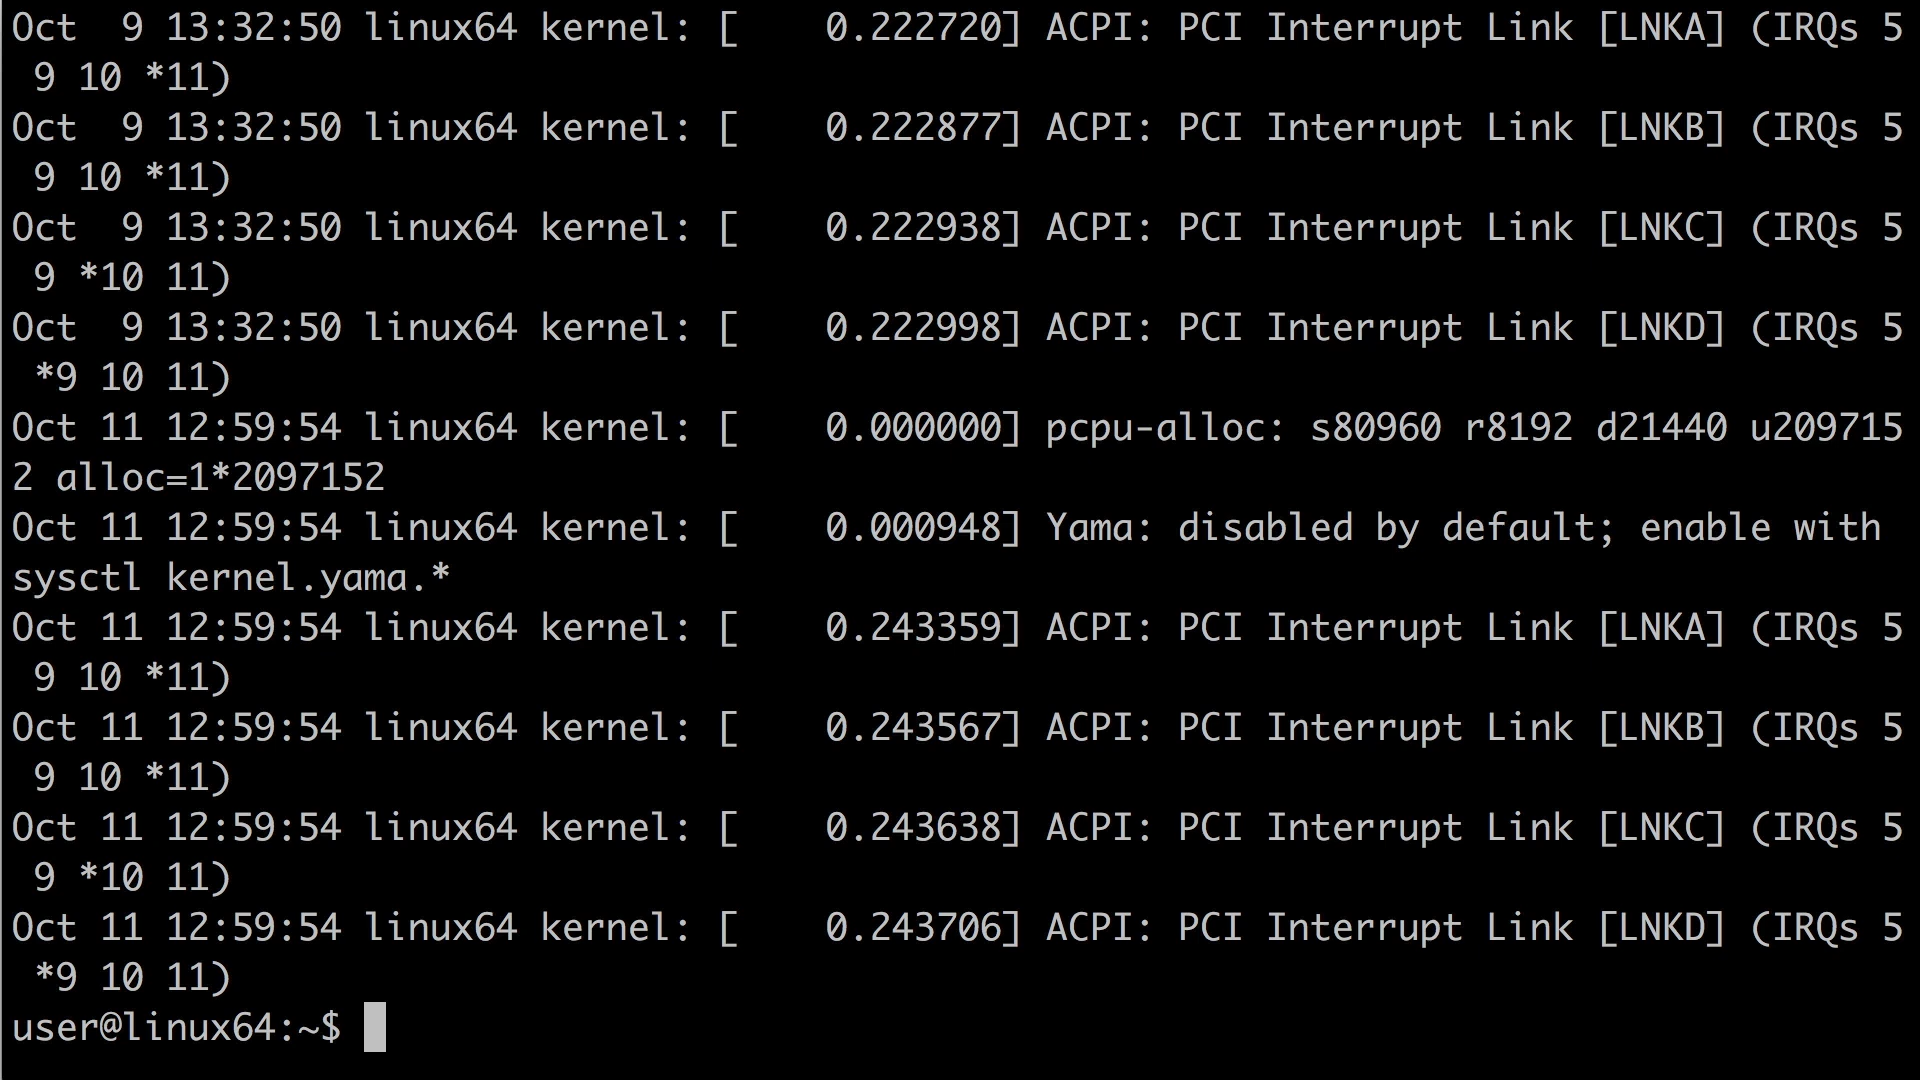 Oct  9 13:32:50 linux64 kernel: [    0.222720] ACPI: PCI Interrupt Link [LNKA] (IRQs 5
 9 10 *11)
Oct  9 13:32:50 linux64 kernel: [    0.222877] ACPI: PCI Interrupt Link [LNKB] (IRQs 5
 9 10 *11)
Oct  9 13:32:50 linux64 kernel: [    0.222938] ACPI: PCI Interrupt Link [LNKC] (IRQs 5
 9 *10 11)
Oct  9 13:32:50 linux64 kernel: [    0.222998] ACPI: PCI Interrupt Link [LNKD] (IRQs 5
 *9 10 11)
Oct 11 12:59:54 linux64 kernel: [    0.000000] pcpu-alloc: s80960 r8192 d21440 u209715
2 alloc=1*2097152
Oct 11 12:59:54 linux64 kernel: [    0.000948] Yama: disabled by default; enable with
sysctl kernel.yama.*
Oct 11 12:59:54 linux64 kernel: [    0.243359] ACPI: PCI Interrupt Link [LNKA] (IRQs 5
 9 10 *11)
Oct 11 12:59:54 linux64 kernel: [    0.243567] ACPI: PCI Interrupt Link [LNKB] (IRQs 5
 9 10 *11)
Oct 11 12:59:54 linux64 kernel: [    0.243638] ACPI: PCI Interrupt Link [LNKC] (IRQs 5
 9 *10 11)
Oct 11 12:59:54 linux64 kernel: [    0.243706] ACPI: PCI Interrupt Link [LNKD] (IRQs 5
 *9 10 11)
user@linux64:~$